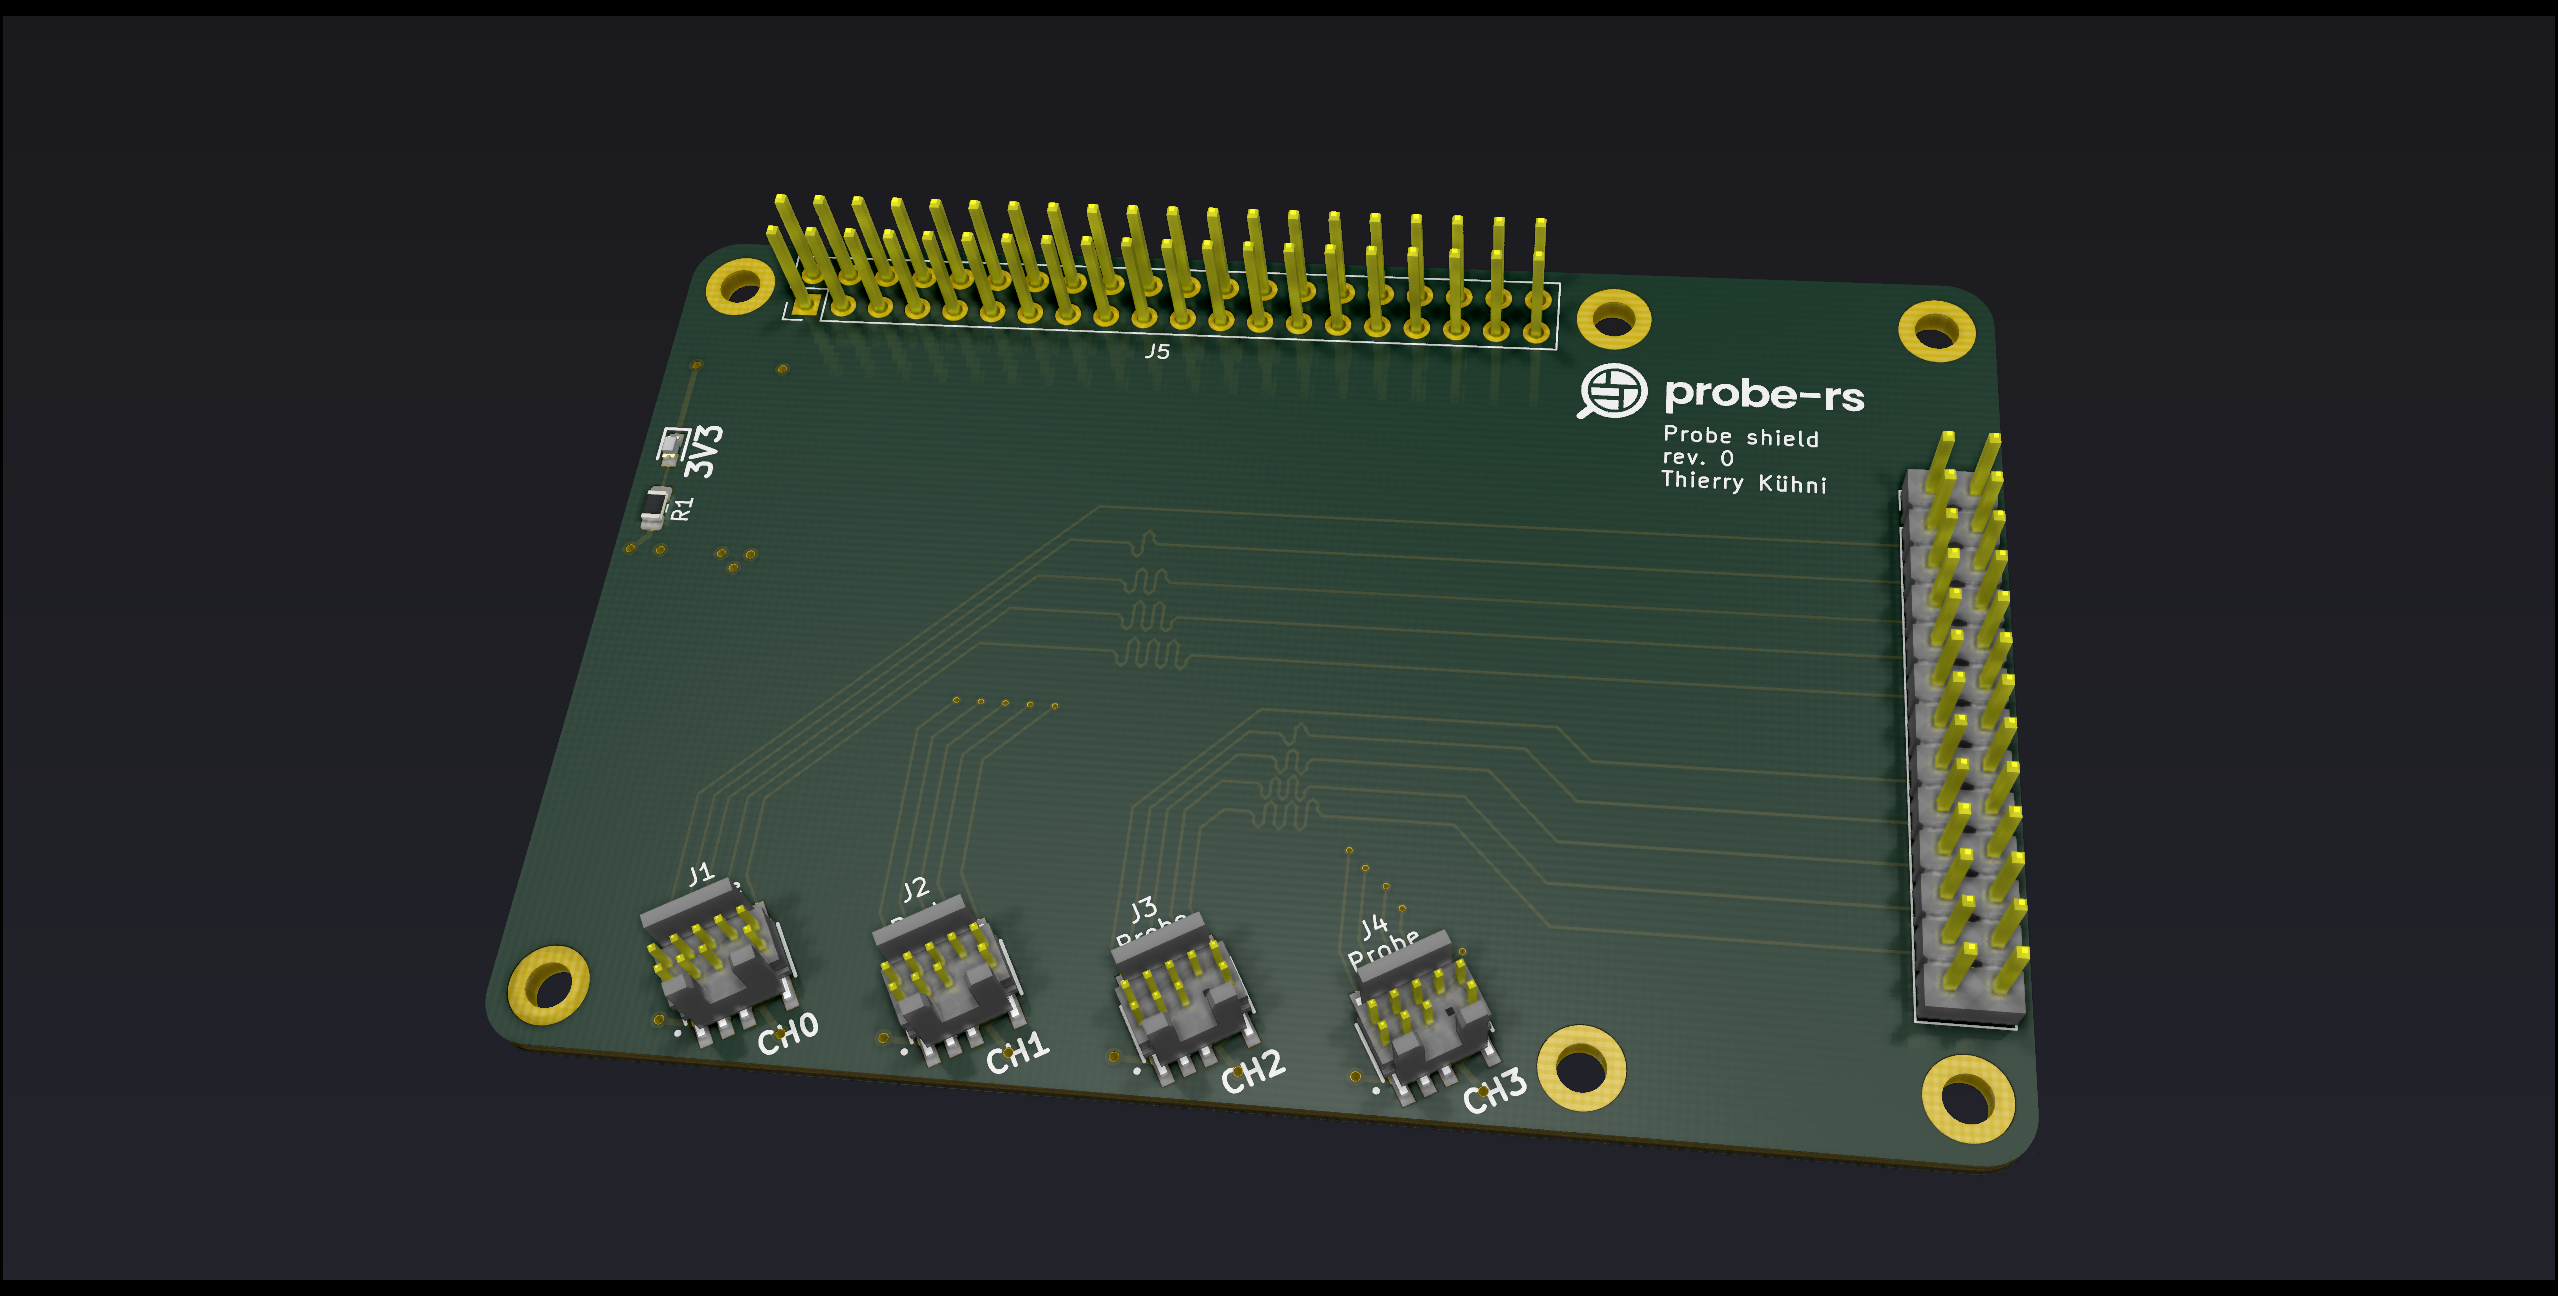 J5
probe-rs
Probe shield
rev. 0
Thierry Kühni
3V3
R1
J1
J2
J3
Probe
J4
Probe
CH0
CH1
CH2
CH3